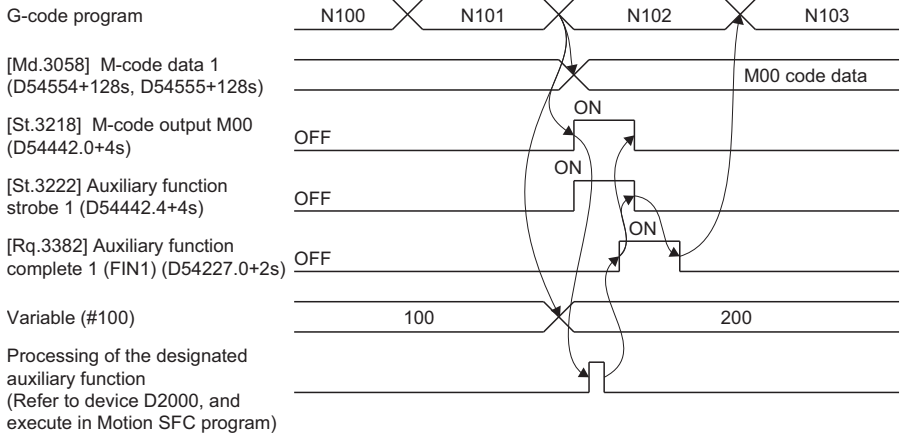 G-code program
N100
N101
N102
N103
[Md.3058] M-code data 1
(D54554+128s, D54555+128s)
M00 code data
[St.3218] M-code output M00
(D54442.0+4s)
OFF
ON
[St.3222] Auxiliary function
strobe 1 (D54442.4+4s)
OFF
ON
[Rq.3382] Auxiliary function
complete 1 (FIN1) (D54227.0+2s)
OFF
ON
Variable (#100)
100
200
Processing of the designated
auxiliary function
(Refer to device D2000, and
execute in Motion SFC program)